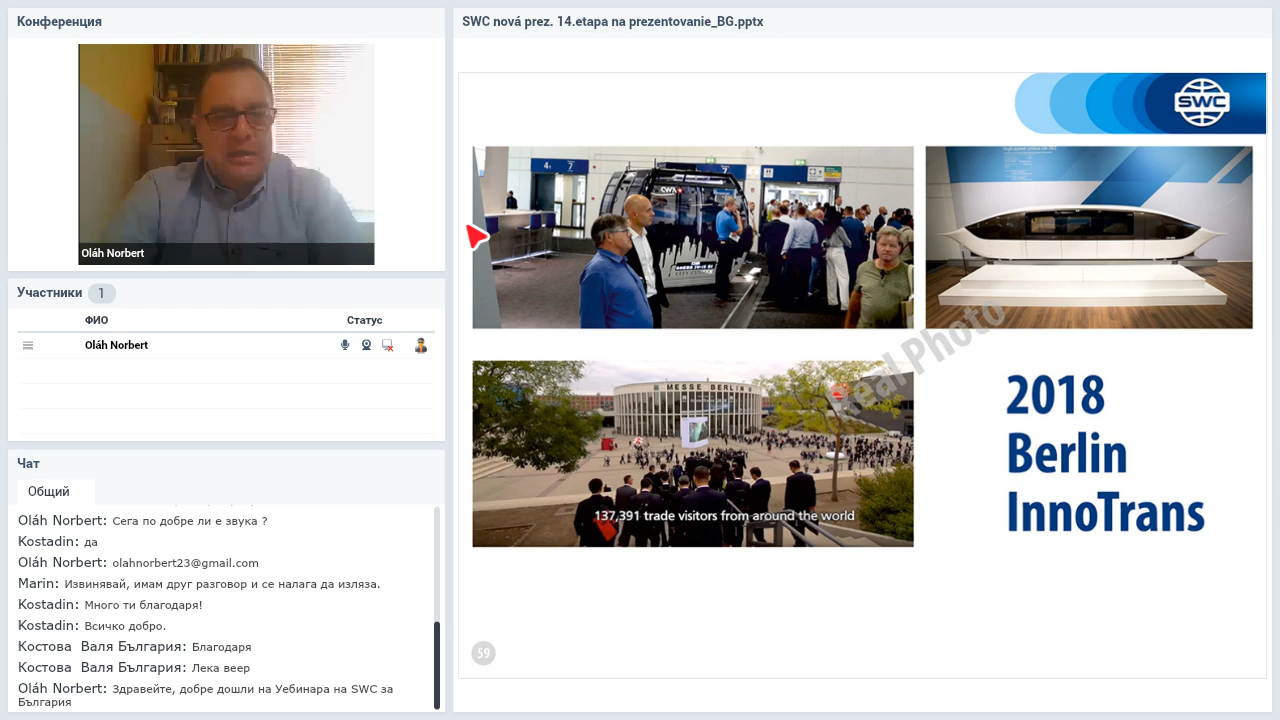 Конференция
Oláh Norbert
Участники 1
ФИО Статус
Oláh Norbert
Чат
Общий
Oláh Norbert: Сега по добре ли е звука ?
Kostadin: да
Oláh Norbert: olahnorbert23@gmail.com
Marin: Извинявай, имам друг разговор и се налага да изляза.
Kostadin: Много ти благодаря!
Kostadin: Всичко добро.
Костова Валя България: Благодаря
Костова Валя България: Лека веер
Oláh Norbert: Здравейте, добре дошли на Уебинара на SWC за
България
SWC nová prez. 14.etapa na prezentovanie_BG.pptx
SWC
4
7
7
CWA
Real Photo
MESSE BERLIN
137,391 trade visitors from around the world
2018
Berlin
InnoTrans
59